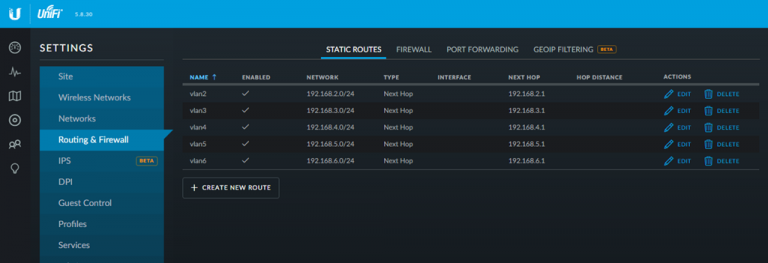 U UniFi 5.8.30
SETTINGS
Site
Wireless Networks
Networks
Routing & Firewall
IPS BETA
DPI
Guest Control
Profiles
Services
STATIC ROUTES FIREWALL PORT FORWARDING GEOIP FILTERING BETA
NAME ↑ ENABLED NETWORK TYPE INTERFACE NEXT HOP HOP DISTANCE ACTIONS
vlan2 192.168.2.0/24 Next Hop 192.168.2.1 EDIT DELETE
vlan3 192.168.3.0/24 Next Hop 192.168.3.1 EDIT DELETE
vlan4 192.168.4.0/24 Next Hop 192.168.4.1 EDIT DELETE
vlan5 192.168.5.0/24 Next Hop 192.168.5.1 EDIT DELETE
vlan6 192.168.6.0/24 Next Hop 192.168.6.1 EDIT DELETE
+ CREATE NEW ROUTE